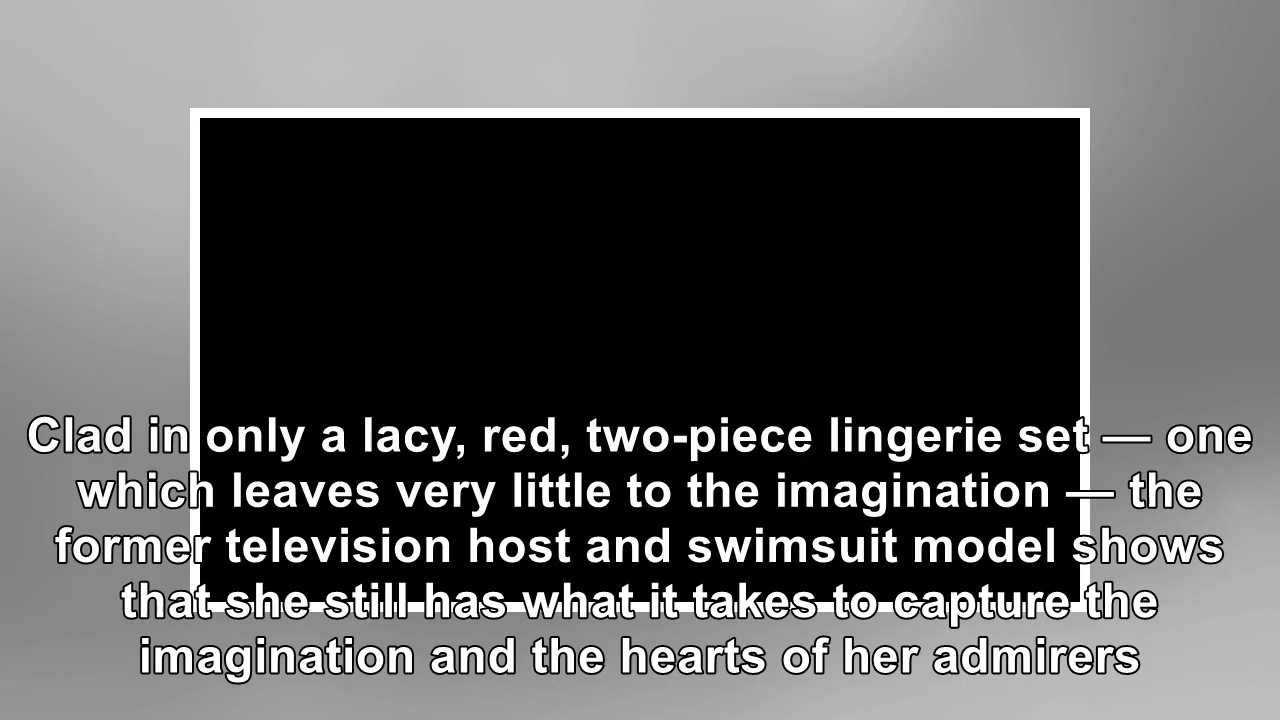 Clad in only a lacy, red, two-piece lingerie set — one
which leaves very little to the imagination — the
former television host and swimsuit model shows
that she still has what it takes to capture the
imagination and the hearts of her admirers